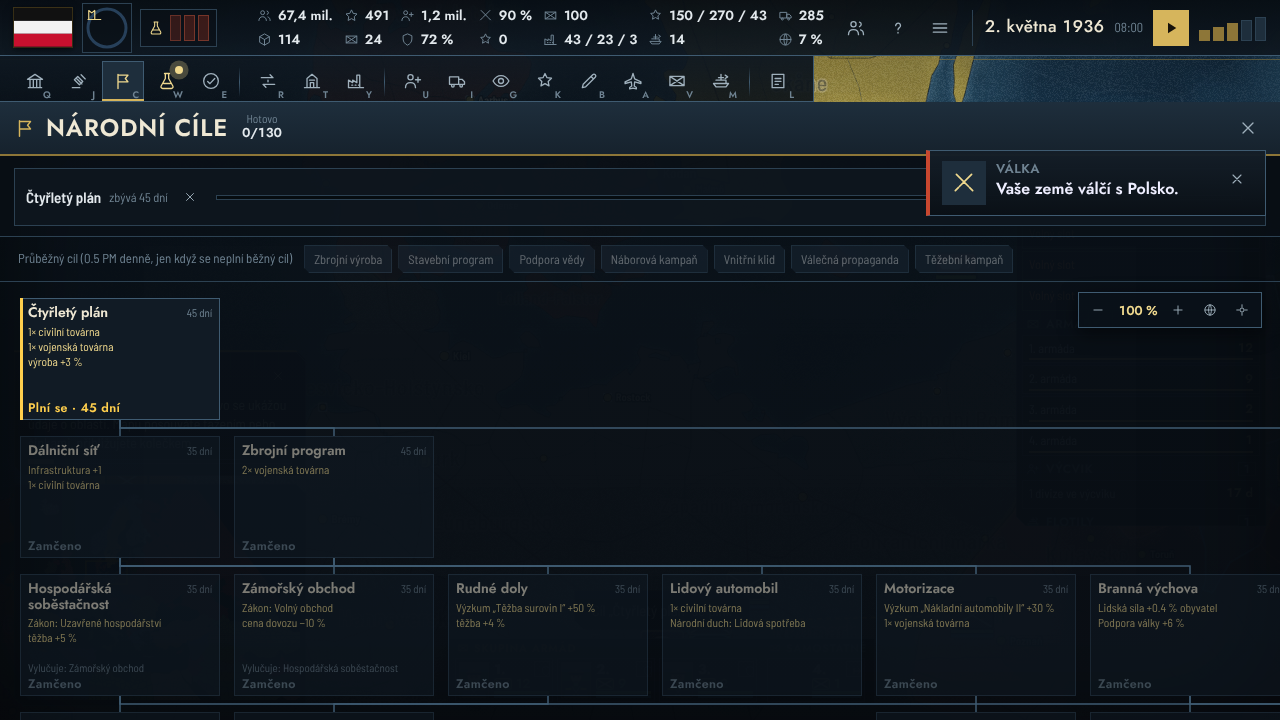 67,4 mil. 491 1,2 mil. 90 % 100 150 / 270 / 43 285
114 24 72 % 0 43 / 23 / 3 14 7 %
? 2. května 1936 08:00
Q J C W E R T Y U I G K B A V M L
NÁRODNÍ CÍLE
Hotovo
0/130
VÁLKA
Vaše země válčí s Polsko.
Čtyřletý plán zbývá 45 dní
Průběžný cíl (0.5 PM denně, jen když se neplní běžný cíl) Zbrojní výroba Stavební program Podpora vědy Náborová kampaň Vnitřní klid Válečná propaganda Těžební kampaň
100 %
Čtyřletý plán 45 dní
1× civilní továrna
1× vojenská továrna
výroba +3 %
Plní se · 45 dní
Dálniční síť 35 dní
Infrastruktura +1
1× civilní továrna
Zamčeno
Zbrojní program 45 dní
2× vojenská továrna
Zamčeno
Hospodářská soběstačnost 35 dní
Zákon: Uzavřené hospodářství
těžba +5 %
Vylučuje: Zámořský obchod
Zamčeno
Zámořský obchod 35 dní
Zákon: Volný obchod
cena dovozu −10 %
Vylučuje: Hospodářská soběstačnost
Zamčeno
Rudné doly 35 dní
Výzkum „Těžba surovin I" +50 %
těžba +4 %
Zamčeno
Lidový automobil 35 dní
1× civilní továrna
Národní duch: Lidová spotřeba
Zamčeno
Motorizace 35 dní
Výzkum „Nákladní automobily II" +30 %
1× vojenská továrna
Zamčeno
Branná výchova 35 dní
Lidská síla +0.4 % obyvatel
Podpora války +6 %
Zamčeno